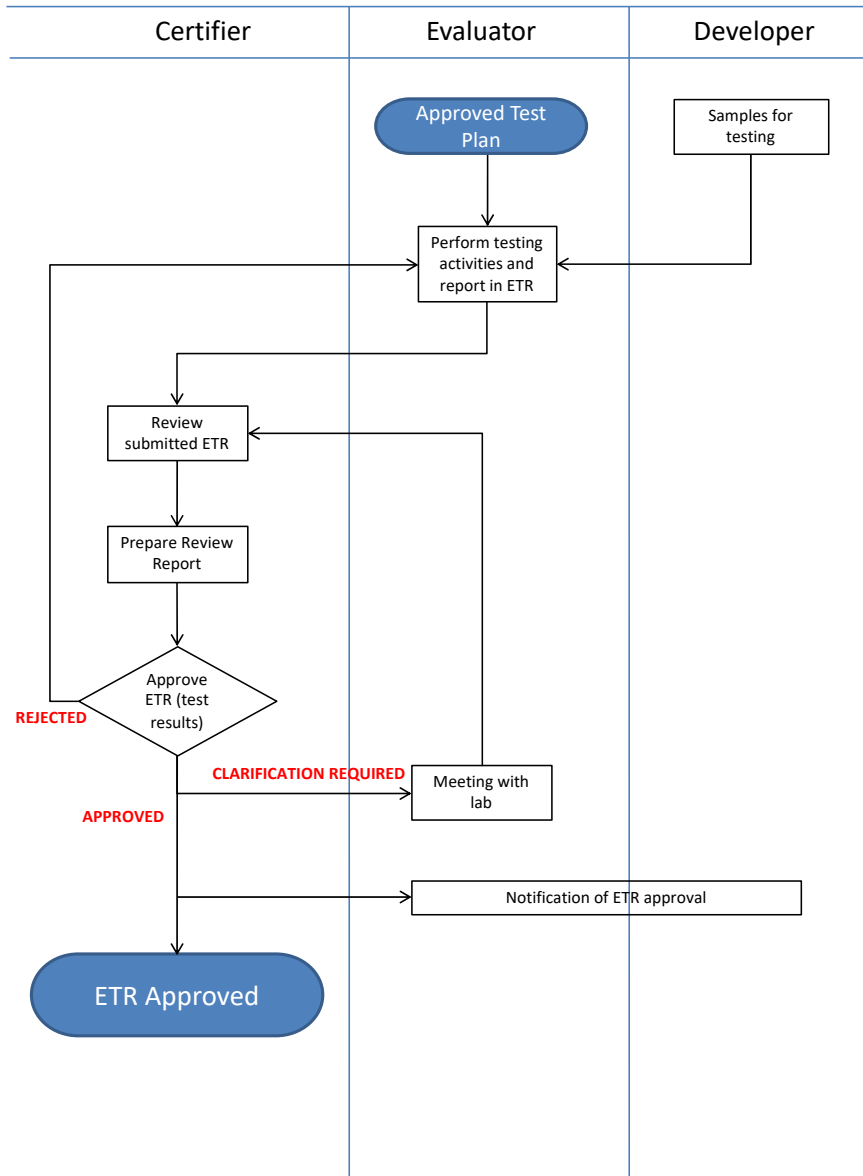 Certifier
Evaluator
Developer
Approved Test
Plan
Samples for
testing
Perform testing
activities and
report in ETR
Review
submitted ETR
Prepare Review
Report
Approve
ETR (test
results)
REJECTED
CLARIFICATION REQUIRED
Meeting with
lab
APPROVED
Notification of ETR approval
ETR Approved